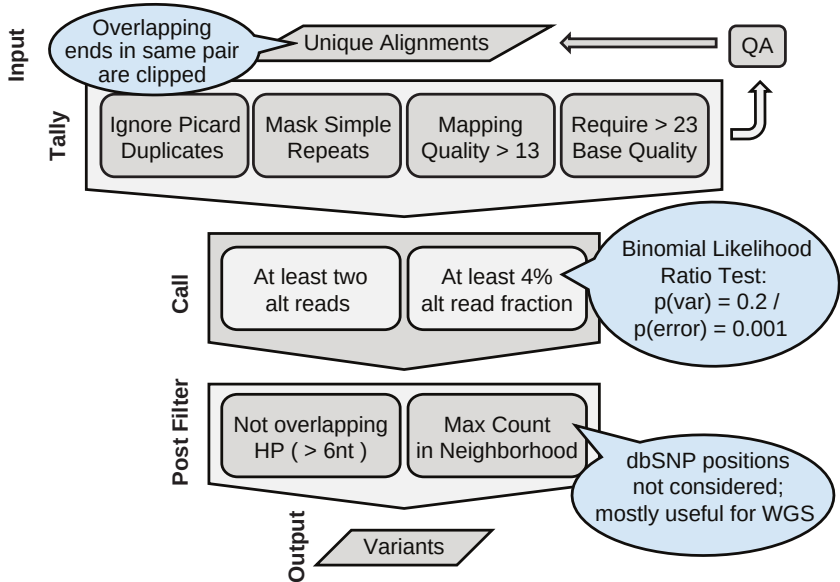 Input
Overlapping
ends in same pair
are clipped
Unique Alignments
QA
Tally
Ignore Picard
Duplicates
Mask Simple
Repeats
Mapping
Quality > 13
Require > 23
Base Quality
Call
At least two
alt reads
At least 4%
alt read fraction
Binomial Likelihood
Ratio Test:
p(var) = 0.2 /
p(error) = 0.001
Post Filter
Not overlapping
HP ( > 6nt )
Max Count
in Neighborhood
dbSNP positions
not considered;
mostly useful for WGS
Output
Variants